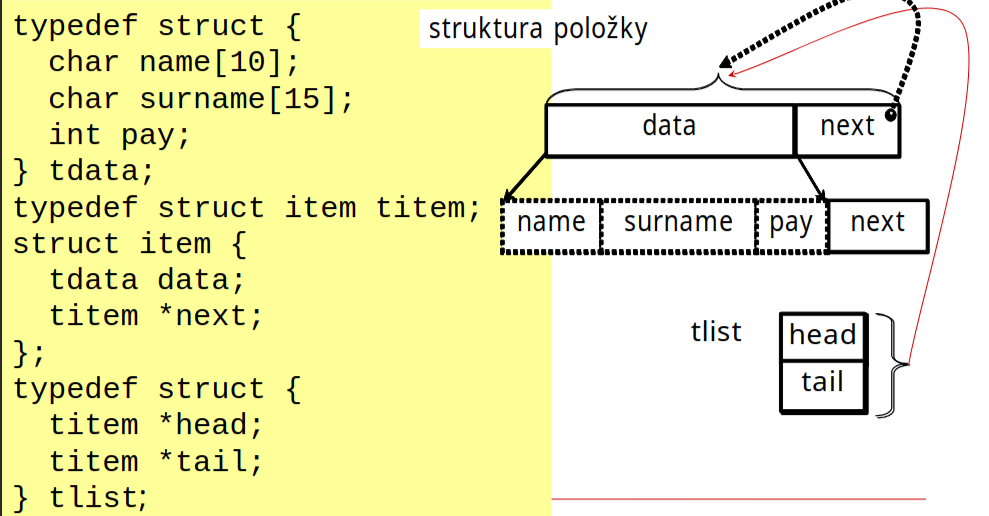 typedef struct {
char name[10];
char surname[15];
int pay;
} tdata;
typedef struct item titem;
struct item {
tdata data;
titem *next;
};
typedef struct {
titem *head;
titem *tail;
} tlist;
struktura položky
data next
name surname pay next
tlist
head
tail